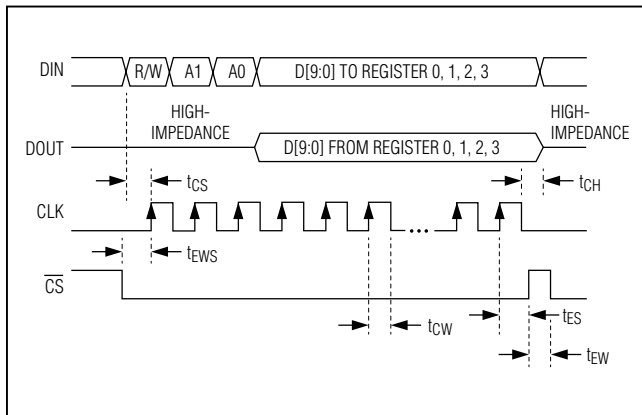 DIN R/W A1 A0 D[9:0] TO REGISTER 0, 1, 2, 3
HIGH-
IMPEDANCE
HIGH-
IMPEDANCE
DOUT D[9:0] FROM REGISTER 0, 1, 2, 3
tCS
tCH
CLK
tEWS
CS
tCW
tES
tEW